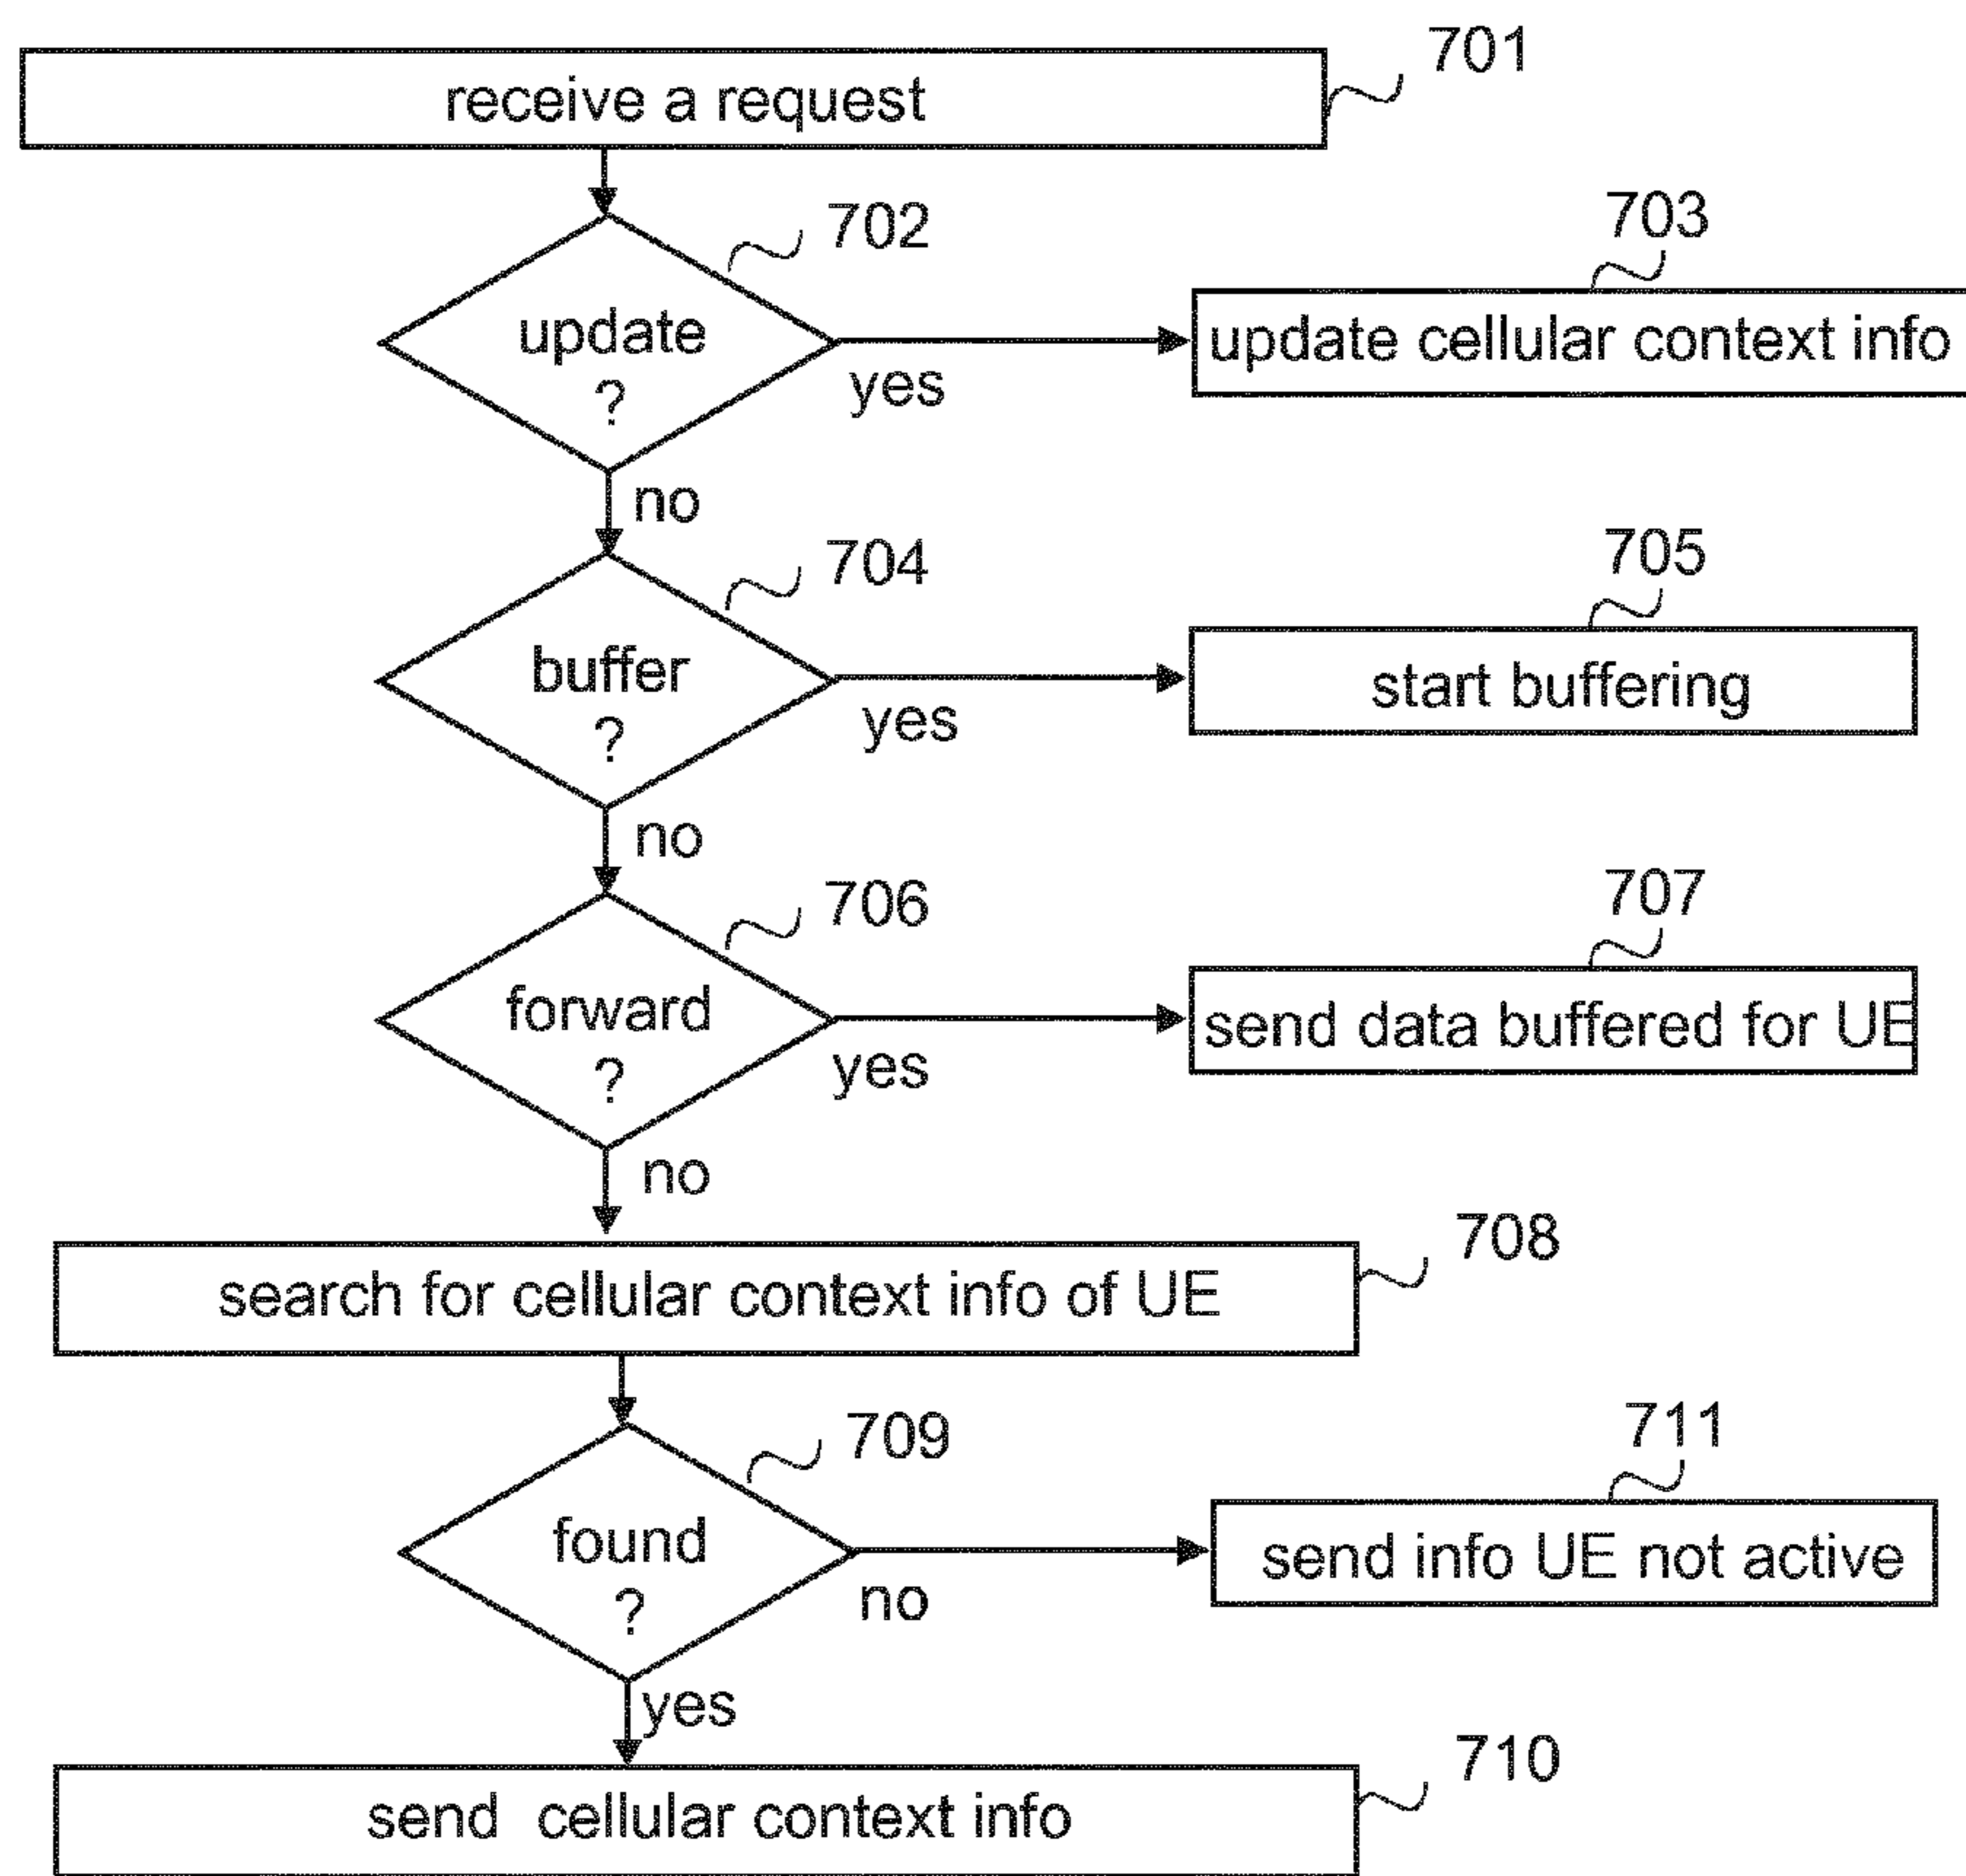 701
receive a request
702
703
update
?
yes
update cellular context info
no
704
705
buffer
?
yes
start buffering
no
706
707
forward
?
yes
send data buffered for UE
no
708
search for cellular context info of UE
709
711
found
?
no
send info UE not active
yes
710
send cellular context info